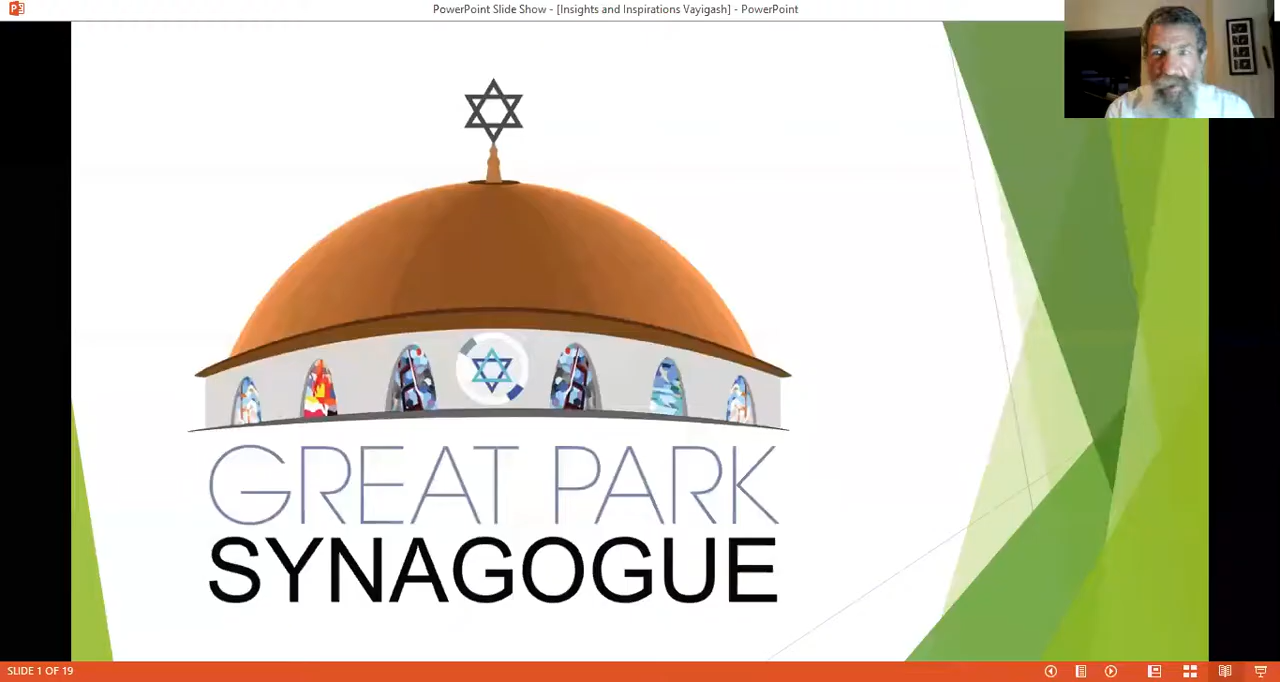 PowerPoint Slide Show - [Insights and Inspirations Vayigash] - PowerPoint
GREAT PARK
SYNAGOGUE
SLIDE 1 OF 19